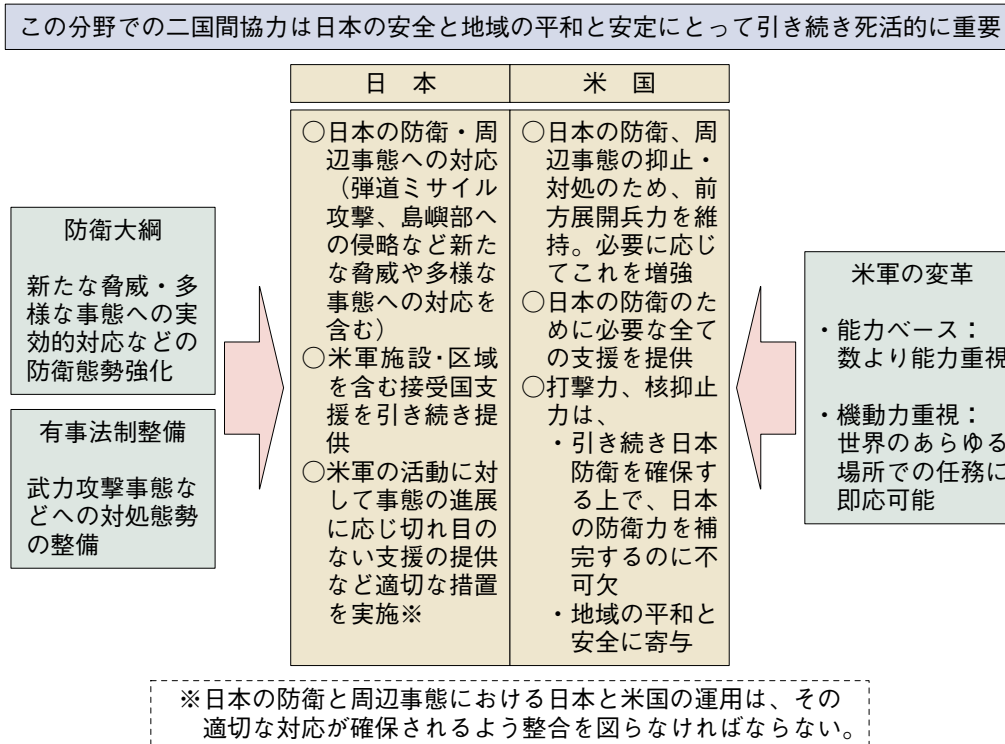 この分野での二国間協力は日本の安全と地域の平和と安定にとって引き続き死活的に重要
日 本
○日本の防衛・周
辺事態への対応
（弾道ミサイル
攻撃、島嶼部へ
の侵略など新た
な脅威や多様な
事態への対応を
含む）
○米軍施設・区域
を含む接受国支
援を引き続き提
供
○米軍の活動に対
して事態の進展
に応じ切れ目の
ない支援の提供
など適切な措置
を実施※
米 国
○日本の防衛、周
辺事態の抑止・
対処のため、前
方展開兵力を維
持。必要に応じ
てこれを増強
○日本の防衛のた
めに必要な全て
の支援を提供
○打撃力、核抑止
力は、
・引き続き日本
防衛を確保す
る上で、日本
の防衛力を補
完するのに不
可欠
・地域の平和と
安全に寄与
防衛大綱
新たな脅威・多
様な事態への実
効的対応などの
防衛態勢強化
有事法制整備
武力攻撃事態な
どへの対処態勢
の整備
米軍の変革
・能力ベース：
数より能力重視
・機動力重視：
世界のあらゆる
場所での任務に
即応可能
※日本の防衛と周辺事態における日本と米国の運用は、その
適切な対応が確保されるよう整合を図らなければならない。